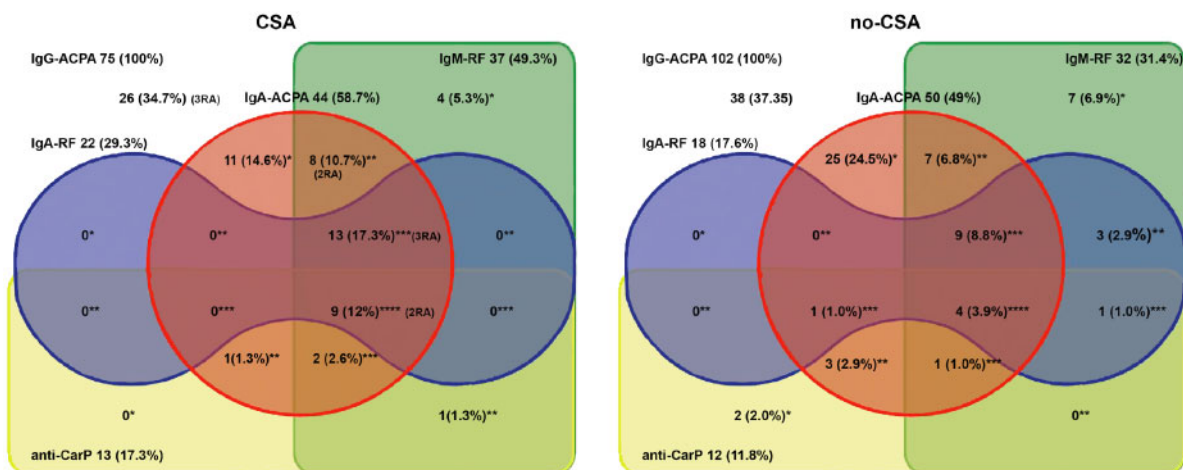 CSA
IgG-ACPA 75 (100%)
IgM-RF 37 (49.3%)
26 (34.7%) (3RA)
IgA-ACPA 44 (58.7%)
4 (5.3%)*
IgA-RF 22 (29.3%)
11 (14.6%)*
8 (10.7%)**
(2RA)
0*
0**
13 (17.3%)***(3RA)
0**
0**
0***
9 (12%)**** (2RA)
0***
1(1.3%)**
2 (2.6%)***
0*
1(1.3%)**
anti-CarP 13 (17.3%)
no-CSA
IgG-ACPA 102 (100%)
IgM-RF 32 (31.4%)
38 (37.35)
IgA-ACPA 50 (49%)
7 (6.9%)*
IgA-RF 18 (17.6%)
25 (24.5%)*
7 (6.8%)**
0*
0**
9 (8.8%)***
3 (2.9%)**
0**
1 (1.0%)***
4 (3.9%)****
1 (1.0%)***
3 (2.9%)**
1 (1.0%)***
2 (2.0%)*
0**
anti-CarP 12 (11.8%)